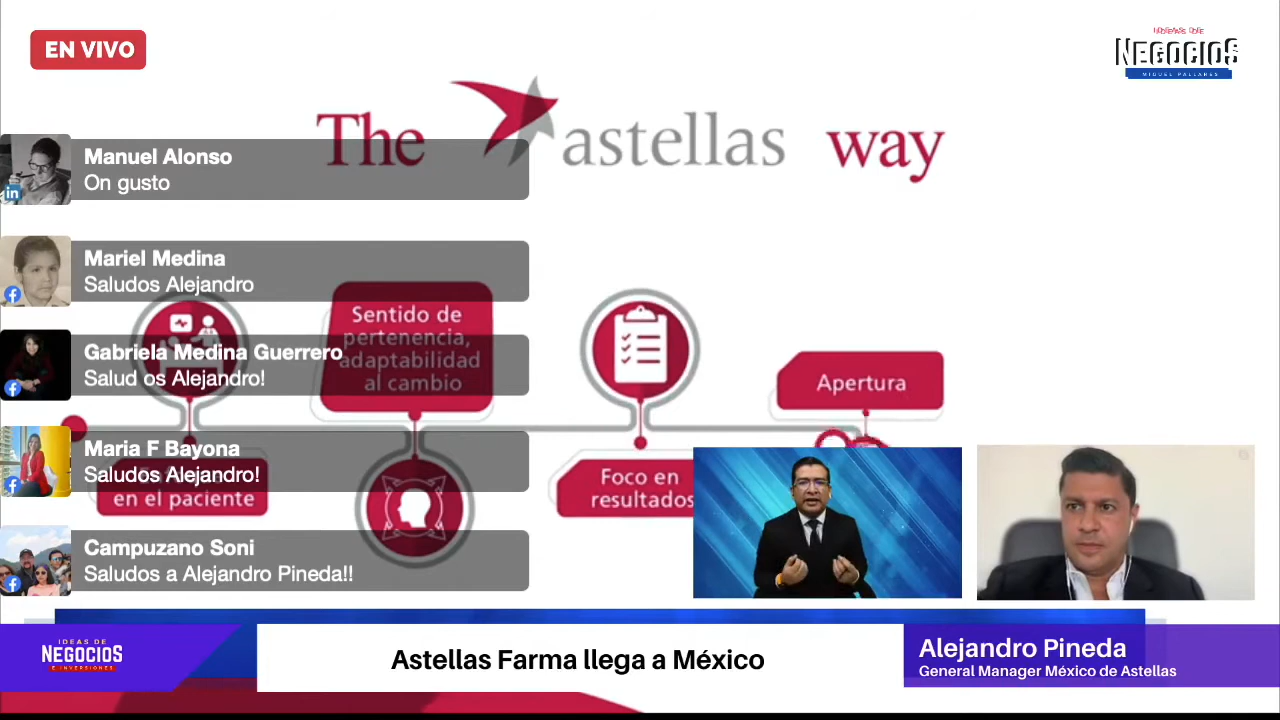 EN VIVO
IDEAS DE
NEGOCIOS
MIGUEL PALLARES
The astellas way
Manuel Alonso
On gusto
Mariel Medina
Saludos Alejandro
Sentido de
pertenencia,
adaptabilidad
al cambio
Gabriela Medina Guerrero
Salud os Alejandro!
Apertura
Maria F Bayona
Saludos Alejandro!
en el paciente
Foco en
resultados
Campuzano Soni
Saludos a Alejandro Pineda!!
IDEAS DE
NEGOCIOS
E INVERSIONES
Astellas Farma llega a México
Alejandro Pineda
General Manager México de Astellas
in